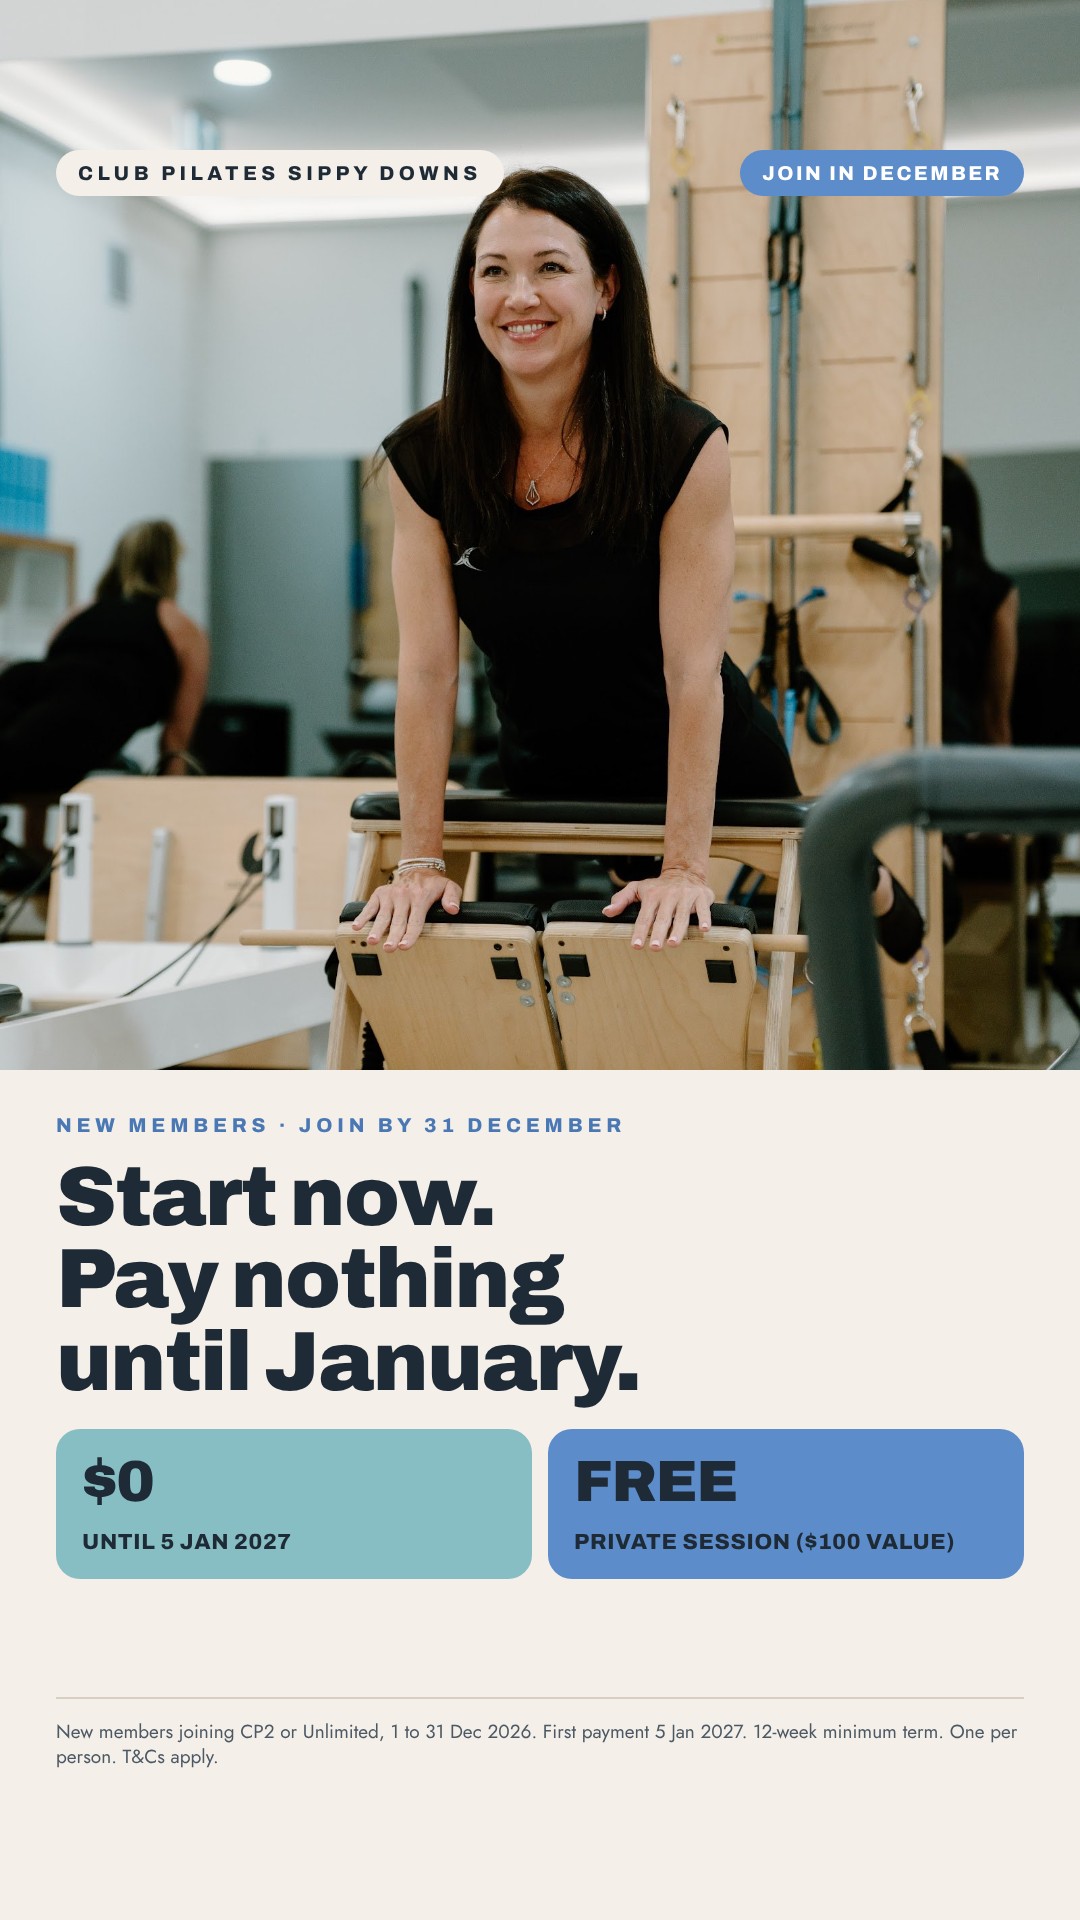 CLUB PILATES SIPPY DOWNS
JOIN IN DECEMBER
NEW MEMBERS · JOIN BY 31 DECEMBER
Start now.
Pay nothing
until January.
$0
UNTIL 5 JAN 2027
FREE
PRIVATE SESSION ($100 VALUE)
New members joining CP2 or Unlimited, 1 to 31 Dec 2026. First payment 5 Jan 2027. 12-week minimum term. One per
person. T&Cs apply.